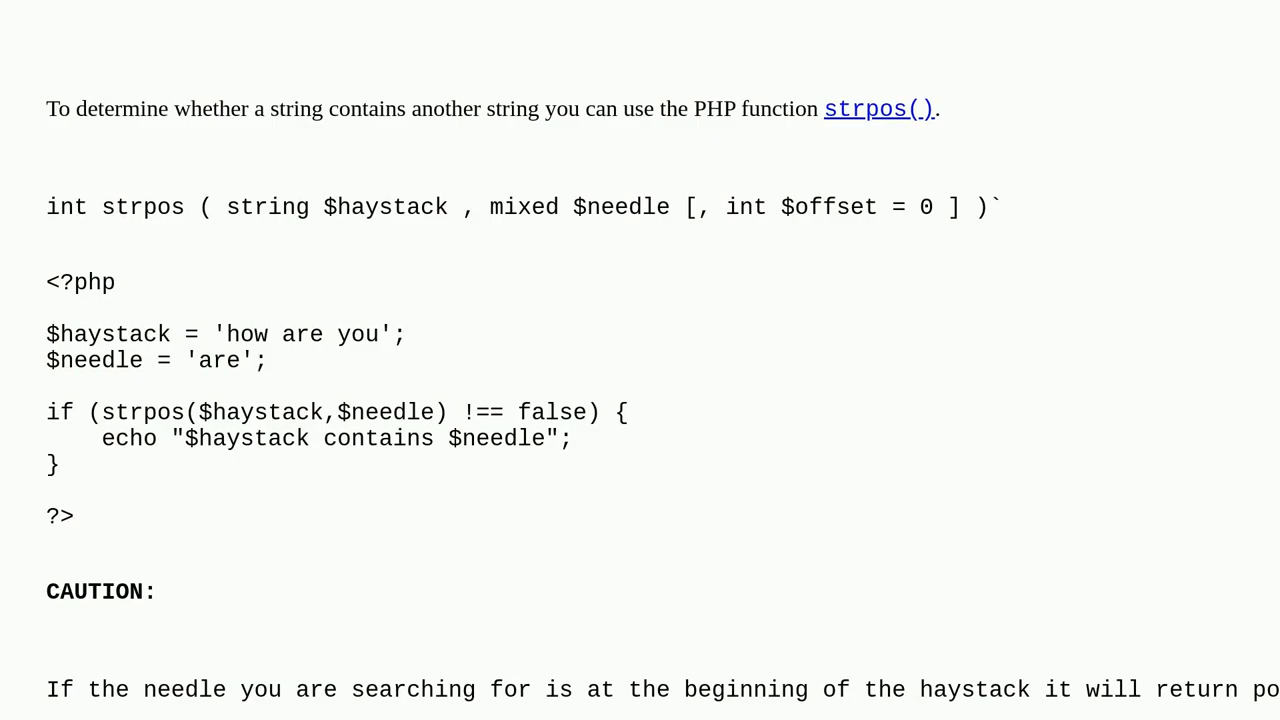 To determine whether a string contains another string you can use the PHP function strpos().
int strpos ( string $haystack , mixed $needle [, int $offset = 0 ] )`
<?php
$haystack = 'how are you';
$needle = 'are';
if (strpos($haystack,$needle) !== false) {
    echo "$haystack contains $needle";
}
?>
CAUTION:
If the needle you are searching for is at the beginning of the haystack it will return po